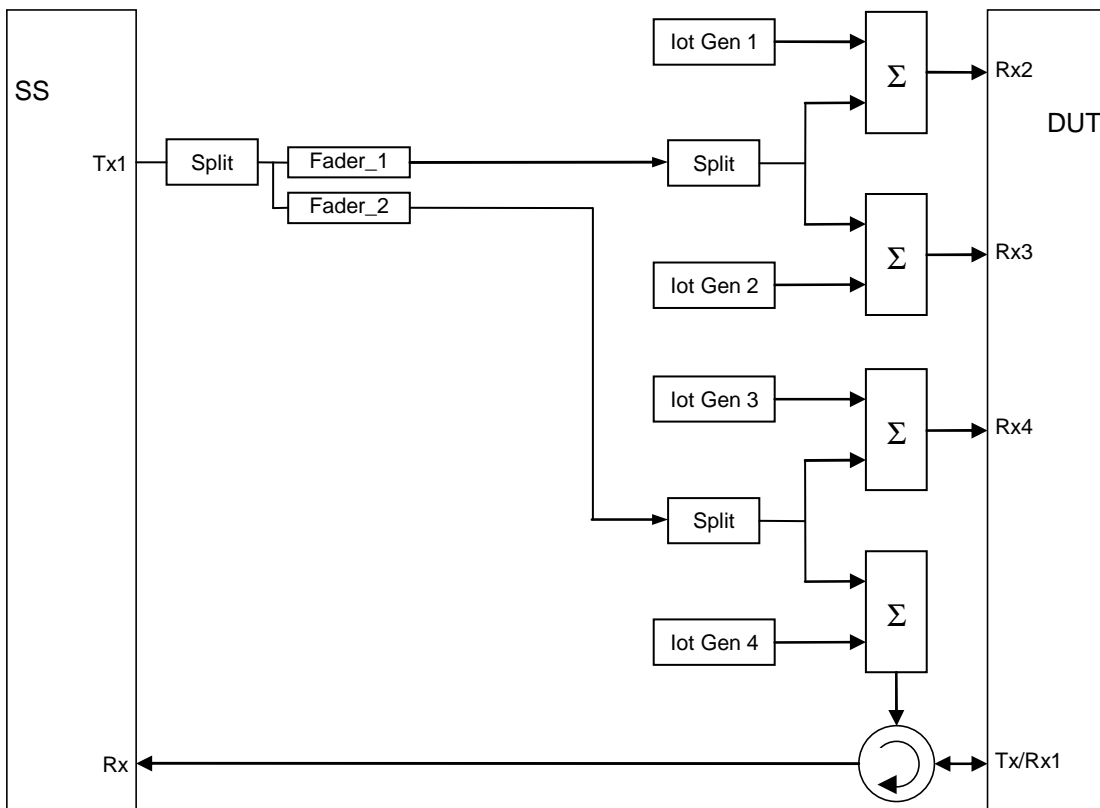 Iot Gen 1
Σ
Rx2
SS
DUT
Tx1
Split
Fader_1
Split
Fader_2
Σ
Rx3
Iot Gen 2
Iot Gen 3
Σ
Rx4
Split
Σ
Iot Gen 4
Rx
Tx/Rx1